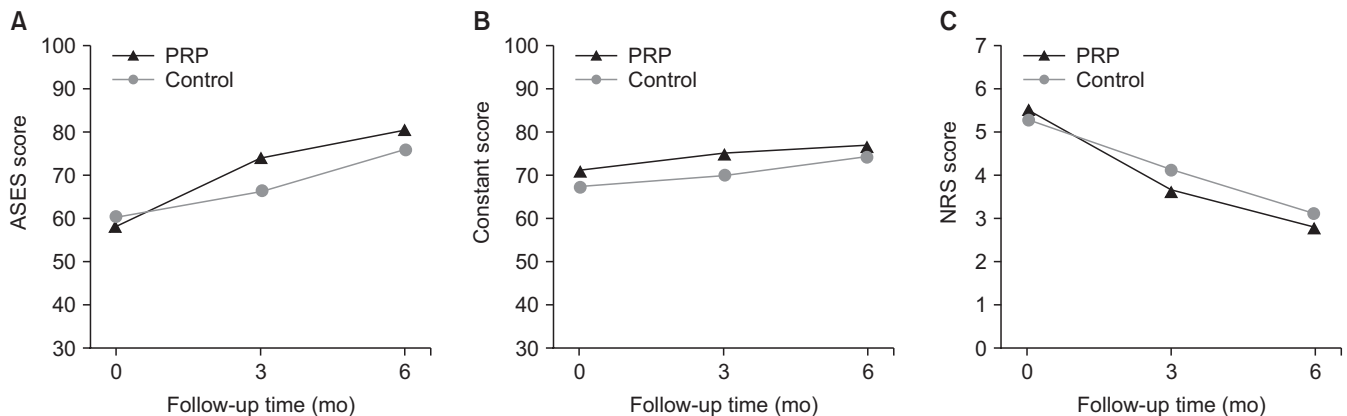 A
100
90
80
70
60
50
40
30
ASES score
PRP
Control
0 3 6
Follow-up time (mo)
B
100
90
80
70
60
50
40
30
Constant score
PRP
Control
0 3 6
Follow-up time (mo)
C
7
6
5
4
3
2
1
0
NRS score
PRP
Control
0 3 6
Follow-up time (mo)